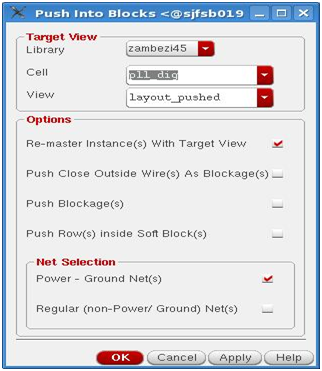 Push Into Blocks <@sjfsb019
Target View
Library zambezi45
Cell pll_dig
View layout_pushed
Options
Re-master Instance(s) With Target View
Push Close Outside Wire(s) As Blockage(s)
Push Blockage(s)
Push Row(s) inside Soft Block(s)
Net Selection
Power - Ground Net(s)
Regular (non-Power/ Ground) Net(s)
OK Cancel Apply Help